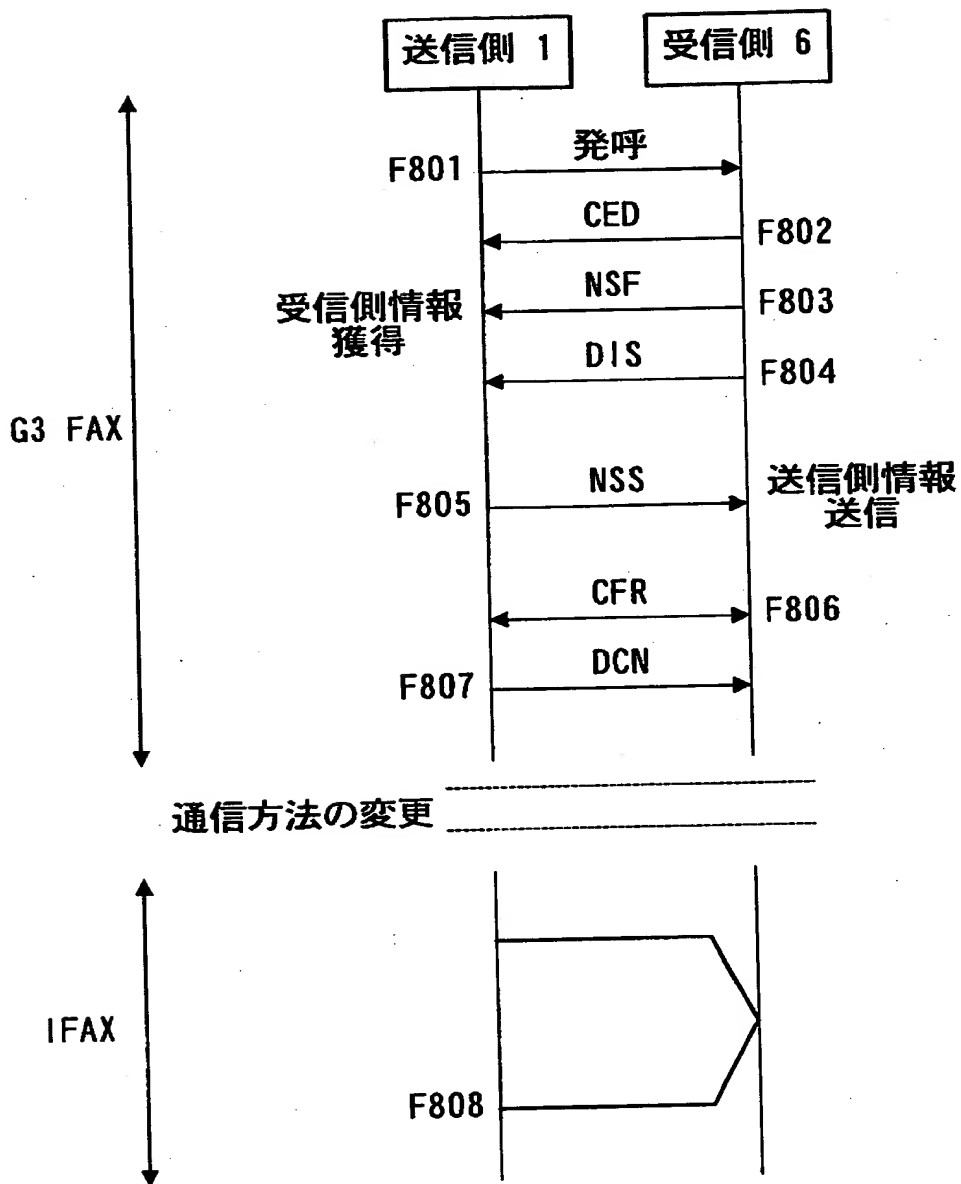 送信側 1
受信側 6
発呼
F801
CED
F802
NSF
F803
受信側情報
獲得
DIS
F804
G3 FAX
NSS
F805
送信側情報
送信
CFR
F806
DCN
F807
通信方法の変更
IFAX
F808